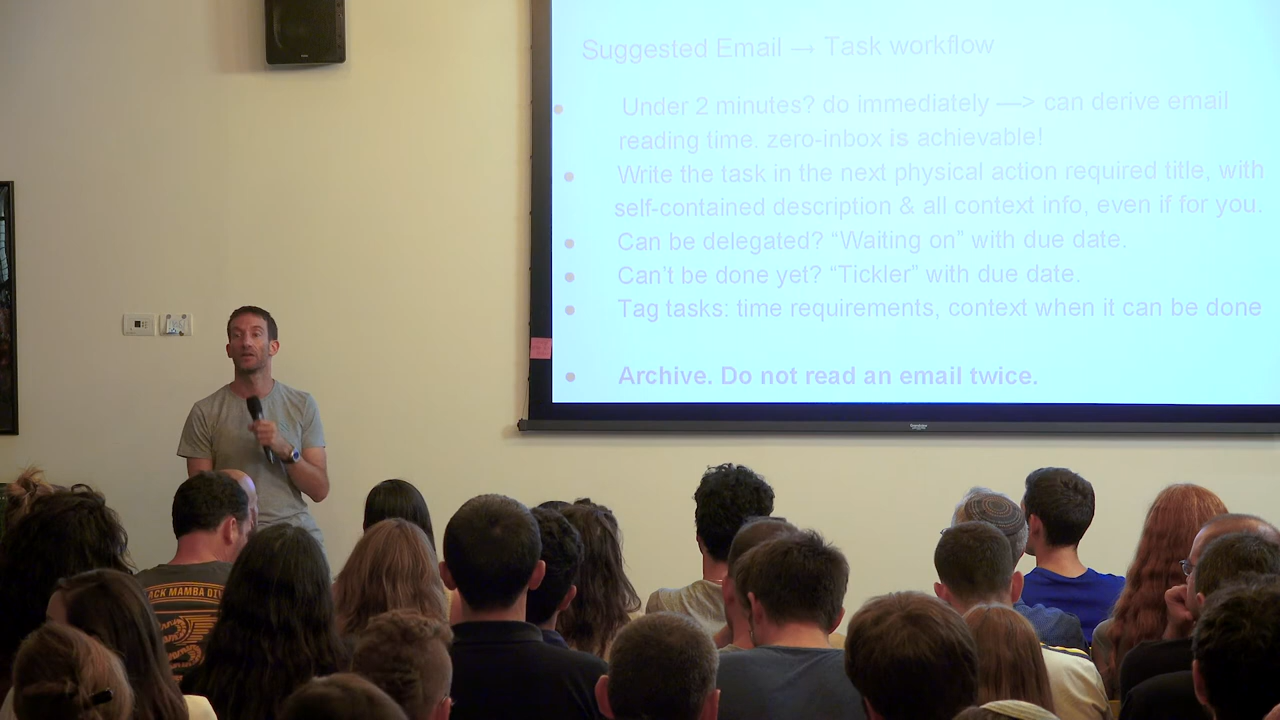 Suggested Email → Task workflow
• Under 2 minutes? do immediately —> can derive email
reading time. zero-inbox is achievable!
• Write the task in the next physical action required title, with
self-contained description & all context info, even if for you.
• Can be delegated? “Waiting on” with due date.
• Can’t be done yet? “Tickler” with due date.
• Tag tasks: time requirements, context when it can be done
• Archive. Do not read an email twice.
ACK MAMBA DIV